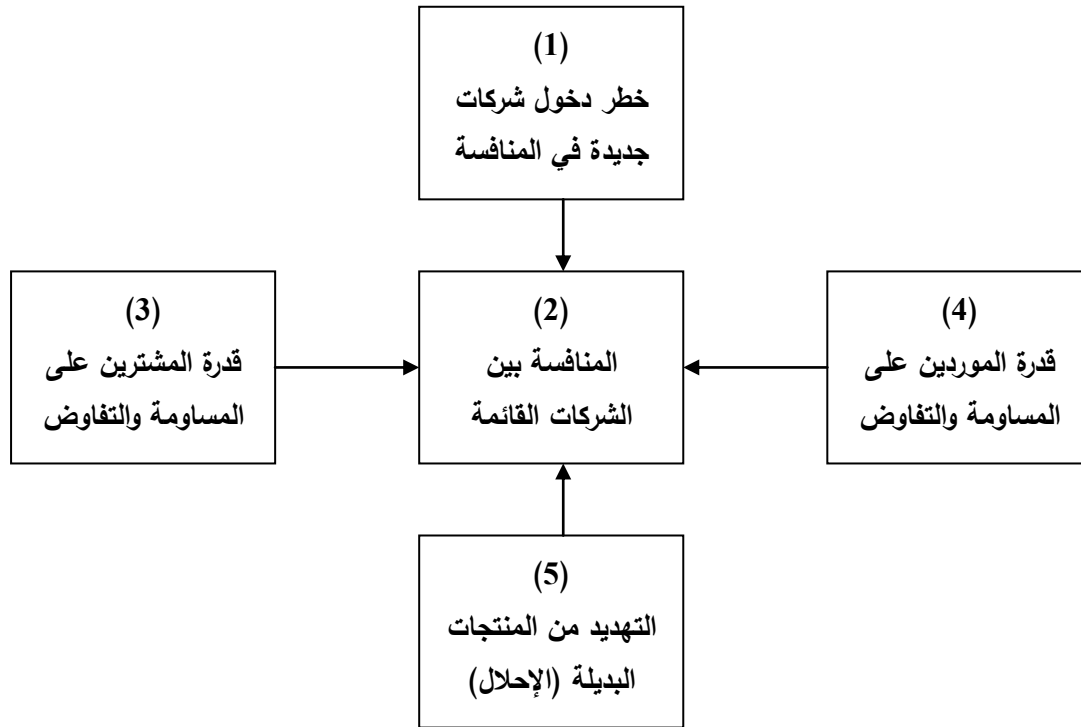 (1)
خطر دخول شركات
جديدة في المنافسة
(4)
قدرة الموردين على
المساومة والتفاوض
(2)
المنافسة بين
الشركات القائمة
(3)
قدرة المشترين على
المساومة والتفاوض
(5)
التهديد من المنتجات
البديلة (الإحلال)